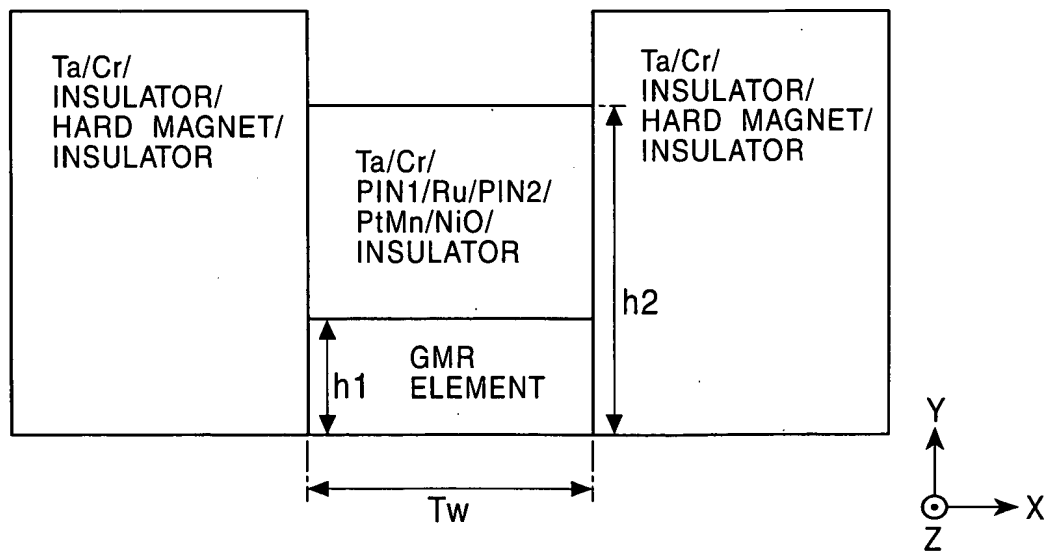 Ta/Cr/
INSULATOR/
HARD MAGNET/
INSULATOR
Ta/Cr/
PIN1/Ru/PIN2/
PtMn/NiO/
INSULATOR
Ta/Cr/
INSULATOR/
HARD MAGNET/
INSULATOR
h2
h1
GMR
ELEMENT
Tw
Y
X
Z